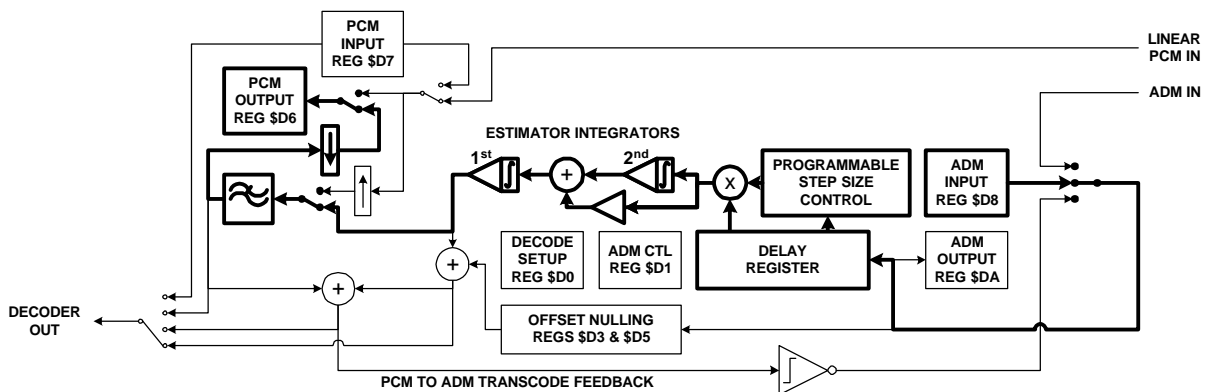 PCM
INPUT
REG $D7
LINEAR
PCM IN
PCM
OUTPUT
REG $D6
ADM IN
ESTIMATOR INTEGRATORS
1st
2nd
+
X
PROGRAMMABLE
STEP SIZE
CONTROL
ADM
INPUT
REG $D8
DECODE
SETUP
REG $D0
ADM CTL
REG $D1
DELAY
REGISTER
ADM
OUTPUT
REG $DA
+
+
DECODER
OUT
OFFSET NULLING
REGS $D3 & $D5
PCM TO ADM TRANSCODE FEEDBACK